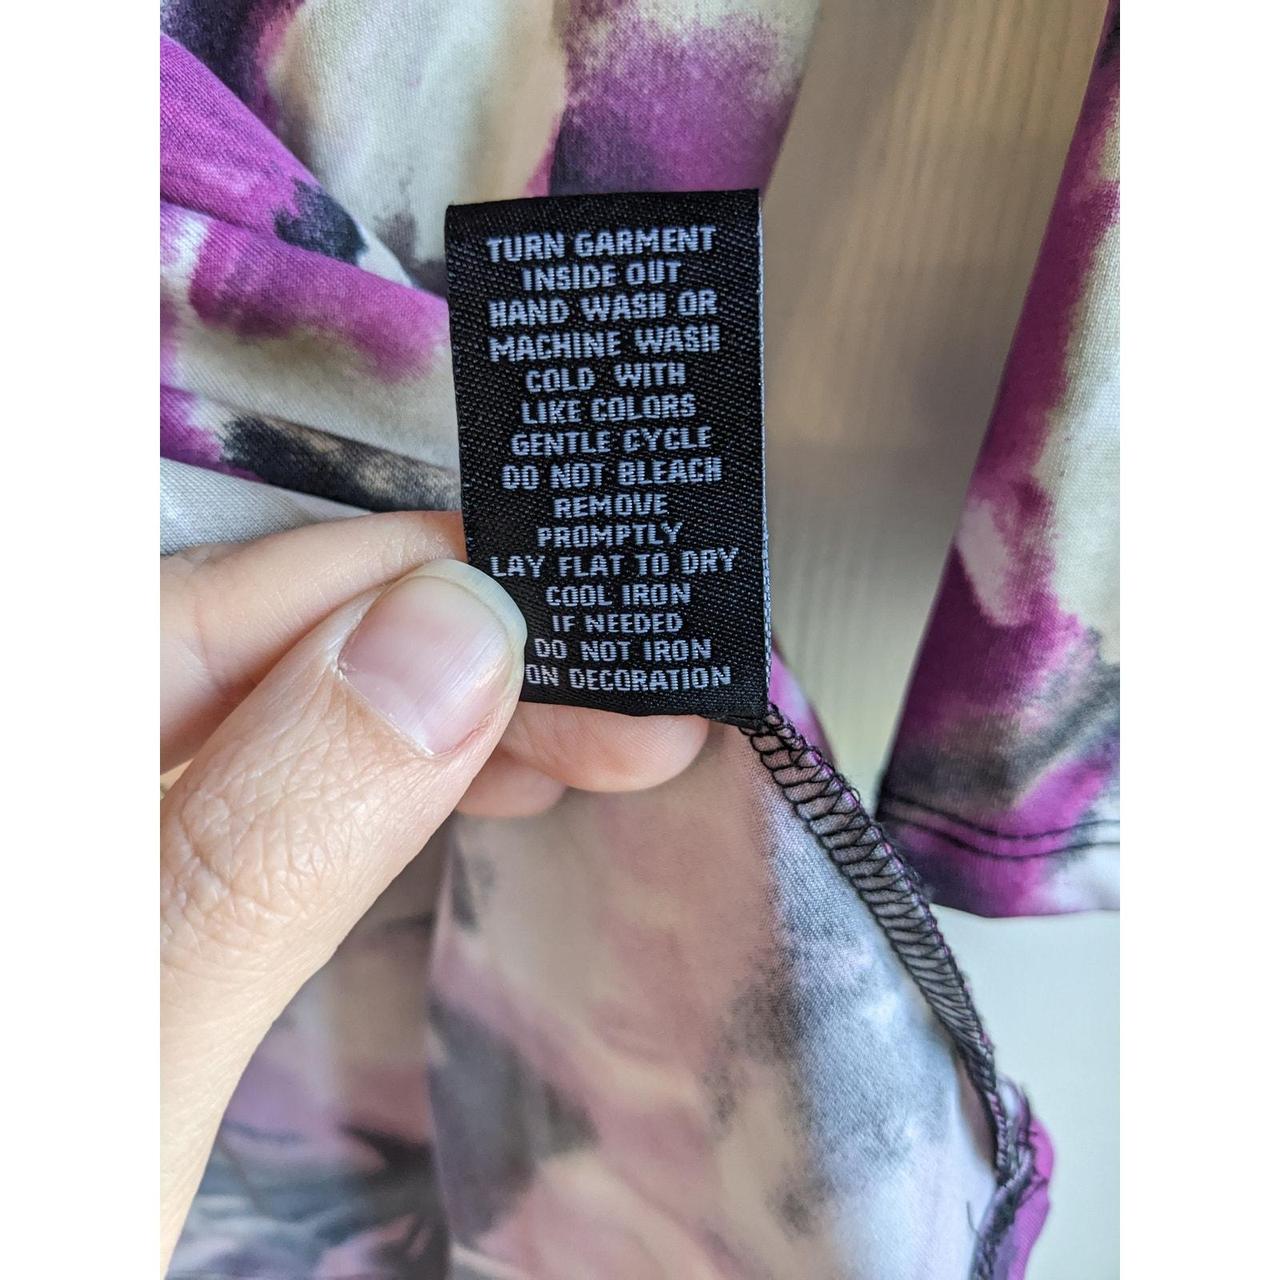 TURN GARMENT
INSIDE OUT
HAND WASH OR
MACHINE WASH
COLD WITH
LIKE COLORS
GENTLE CYCLE
DO NOT BLEACH
REMOVE
PROMPTLY
LAY FLAT TO DRY
COOL IRON
IF NEEDED
DO NOT IRON
ON DECORATION